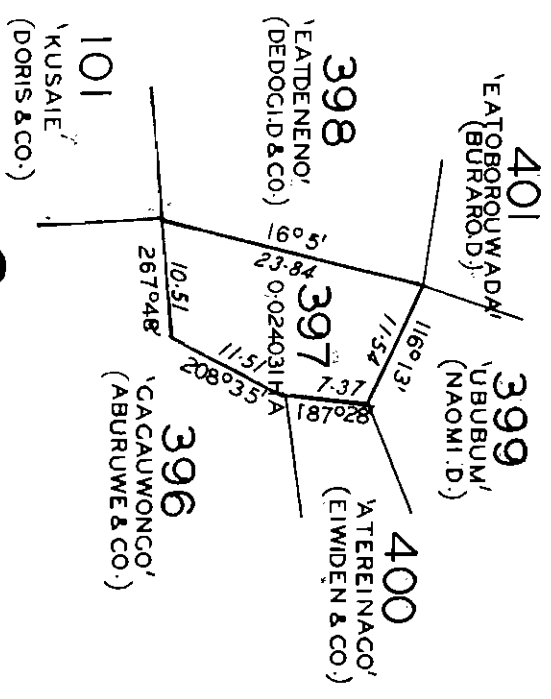 401
'EATOBOROUWADA'
(BURARO.D.)
398
'EATDENENO'
(DEDOGI.D & CO.)
101
'KUSAIE'
(DORIS & CO.)
399
'UBUBUM'
(NAOMI.D.)
400
'ATEREINAGO'
(EIWIDEN & CO.)
396
'GAGAUWONGO'
(ABURUWE & CO.)
397
0.024031HA
16°5'
23.84
116°13'
11.54
7.37
187°28'
11.51
208°35'
10.51
267°48'